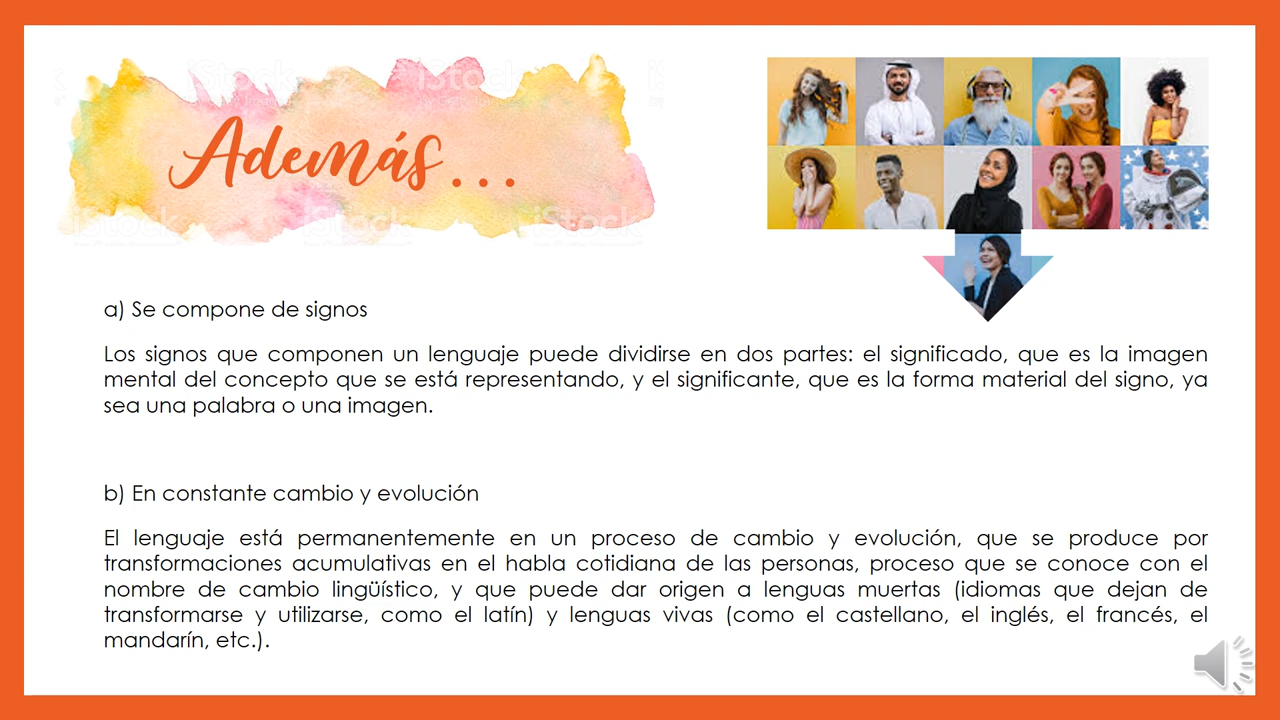 Además...
a) Se compone de signos
Los signos que componen un lenguaje puede dividirse en dos partes: el significado, que es la imagen
mental del concepto que se está representando, y el significante, que es la forma material del signo, ya
sea una palabra o una imagen.
b) En constante cambio y evolución
El lenguaje está permanentemente en un proceso de cambio y evolución, que se produce por
transformaciones acumulativas en el habla cotidiana de las personas, proceso que se conoce con el
nombre de cambio lingüístico, y que puede dar origen a lenguas muertas (idiomas que dejan de
transformarse y utilizarse, como el latín) y lenguas vivas (como el castellano, el inglés, el francés, el
mandarín, etc.).
iStock
iStock
iStock
iStock
iStock